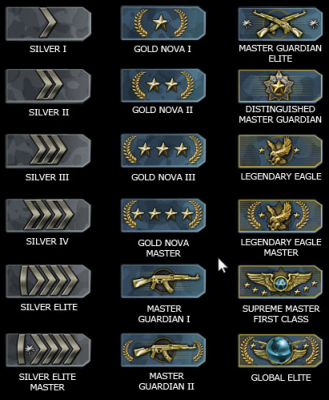 SILVER I
GOLD NOVA I
MASTER GUARDIAN
ELITE
SILVER II
GOLD NOVA II
DISTINGUISHED
MASTER GUARDIAN
SILVER III
GOLD NOVA III
LEGENDARY EAGLE
SILVER IV
GOLD NOVA
MASTER
LEGENDARY EAGLE
MASTER
SILVER ELITE
MASTER
GUARDIAN I
SUPREME MASTER
FIRST CLASS
SILVER ELITE
MASTER
MASTER
GUARDIAN II
GLOBAL ELITE